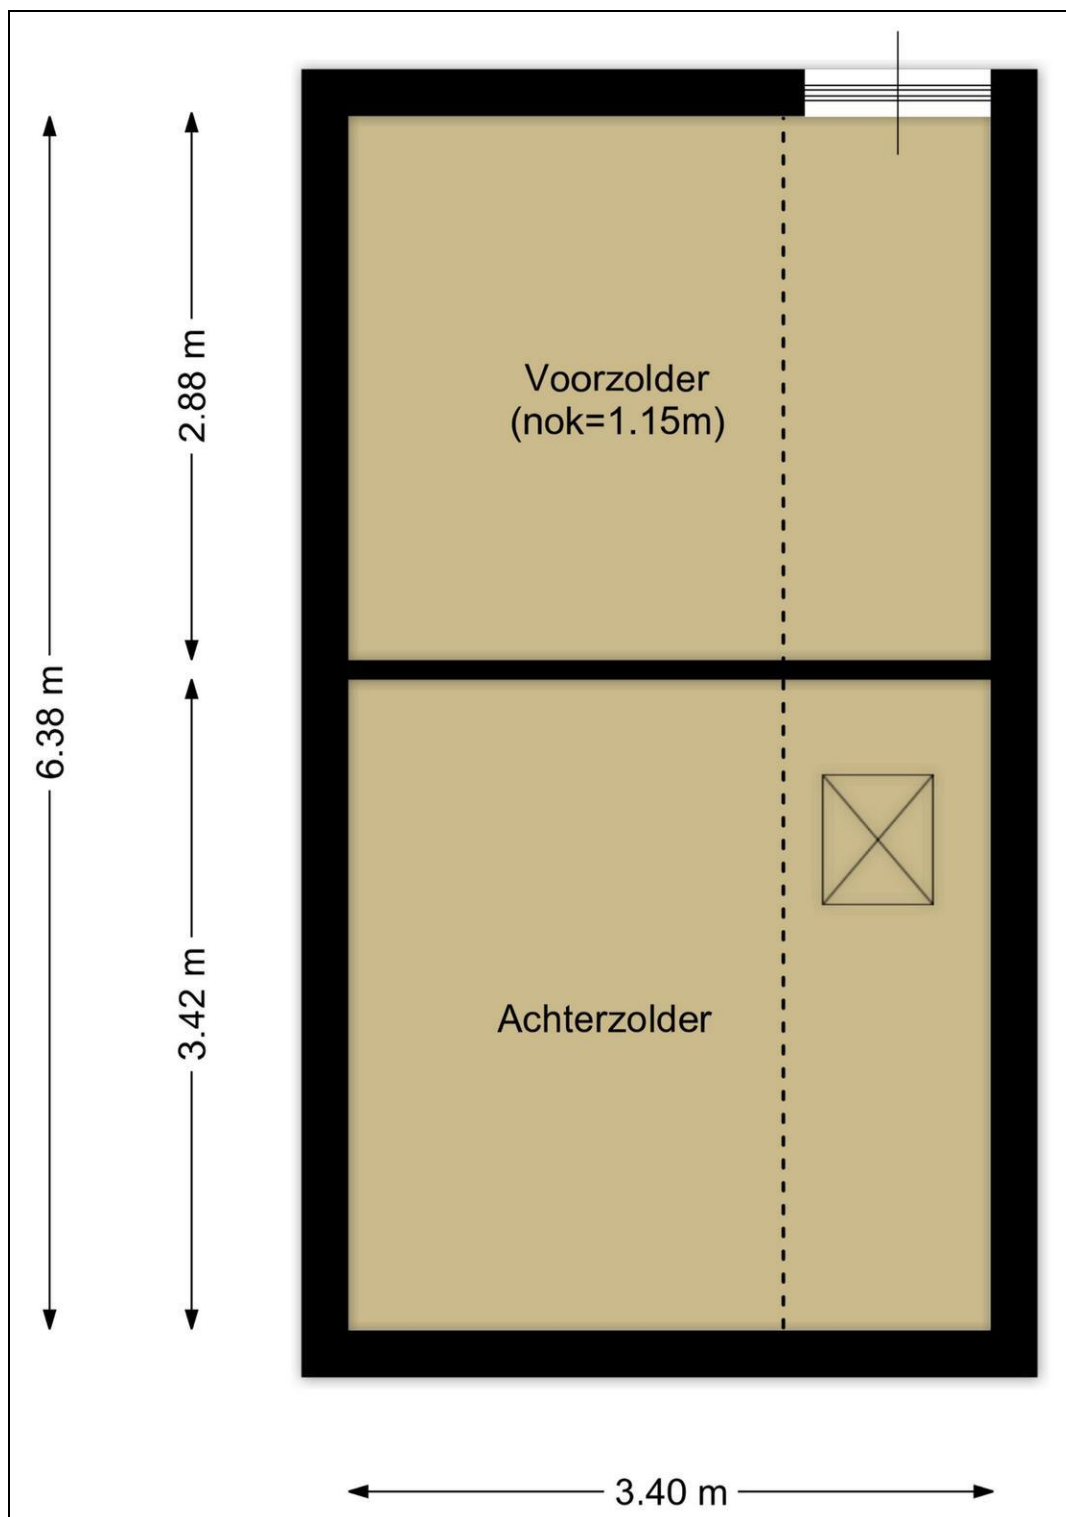 2.88 m
Voorzolder
(nok=1.15m)
6.38 m
3.42 m
Achterzolder
3.40 m